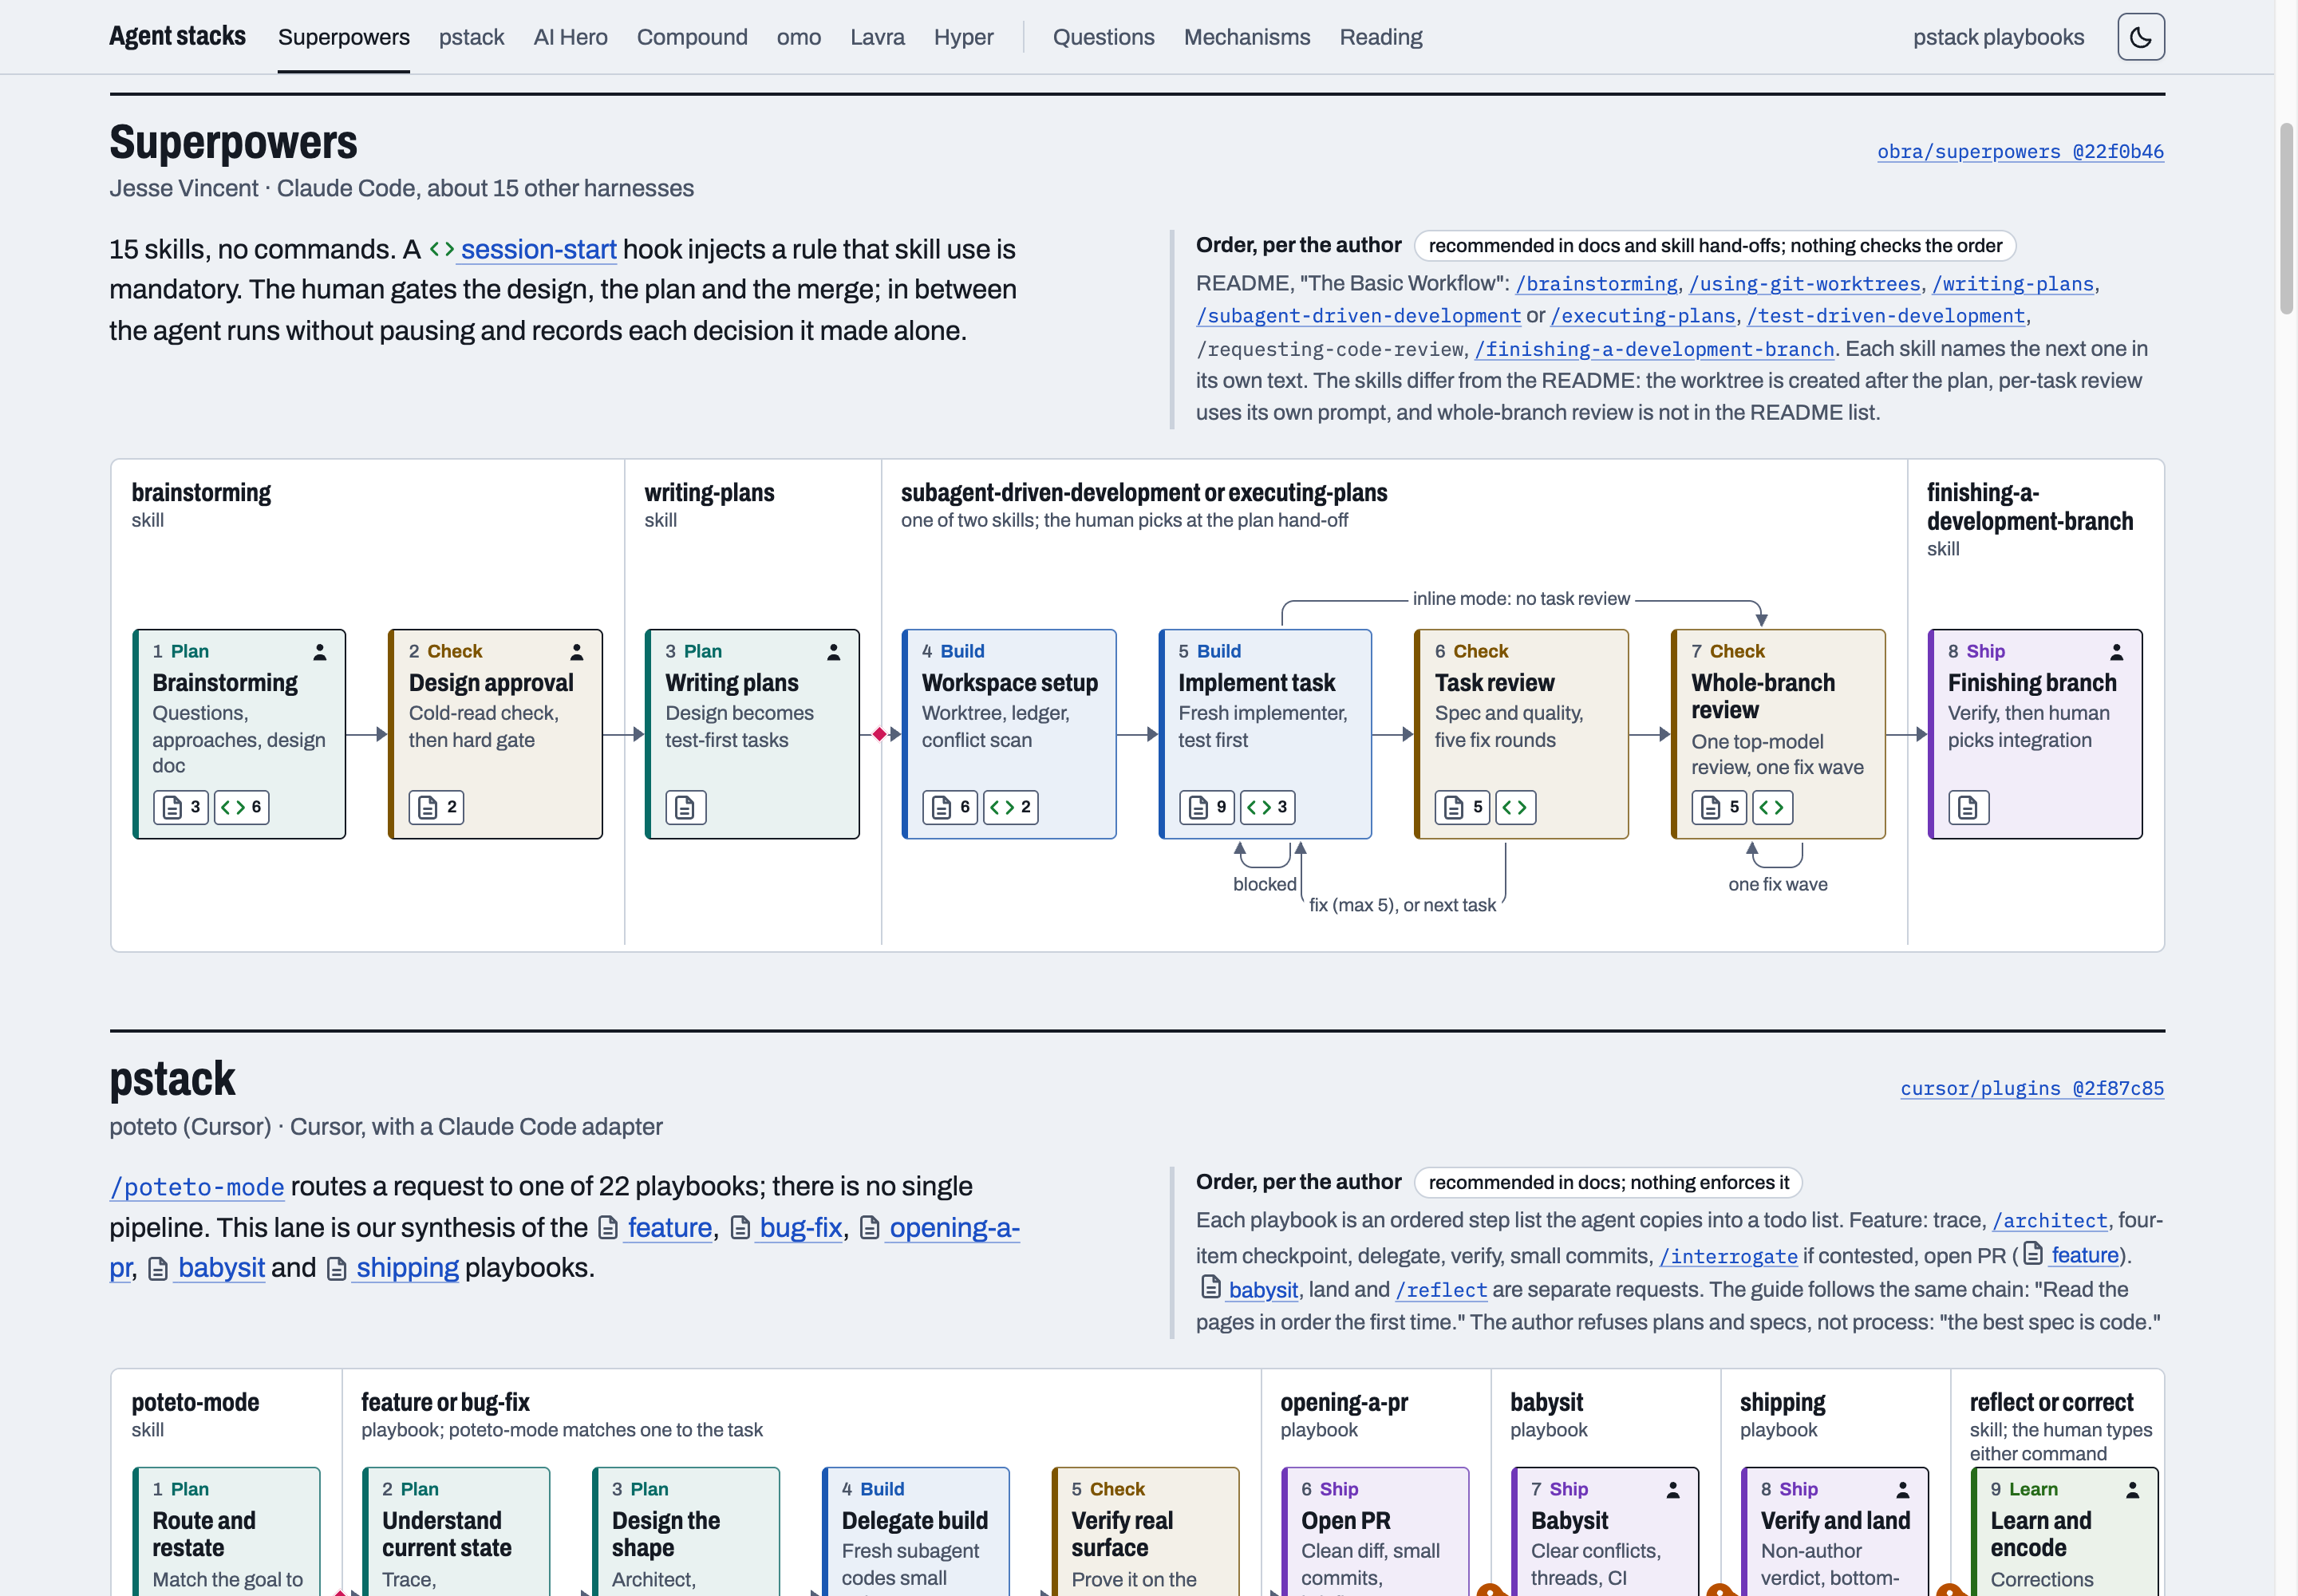 Agent stacks Superpowers pstack AI Hero Compound omo Lavra Hyper Questions Mechanisms Reading pstack playbooks
Superpowers
obra/superpowers @22f0b46
Jesse Vincent · Claude Code, about 15 other harnesses
15 skills, no commands. A <> session-start hook injects a rule that skill use is
mandatory. The human gates the design, the plan and the merge; in between
the agent runs without pausing and records each decision it made alone.
Order, per the author recommended in docs and skill hand-offs; nothing checks the order
README, "The Basic Workflow": /brainstorming, /using-git-worktrees, /writing-plans,
/subagent-driven-development or /executing-plans, /test-driven-development,
/requesting-code-review, /finishing-a-development-branch. Each skill names the next one in
its own text. The skills differ from the README: the worktree is created after the plan, per-task review
uses its own prompt, and whole-branch review is not in the README list.
brainstorming
skill
writing-plans
skill
subagent-driven-development or executing-plans
one of two skills; the human picks at the plan hand-off
finishing-a-
development-branch
skill
inline mode: no task review
1 Plan
Brainstorming
Questions,
approaches, design
doc
3 <> 6
2 Check
Design approval
Cold-read check,
then hard gate
2
3 Plan
Writing plans
Design becomes
test-first tasks
4 Build
Workspace setup
Worktree, ledger,
conflict scan
6 <> 2
5 Build
Implement task
Fresh implementer,
test first
9 <> 3
6 Check
Task review
Spec and quality,
five fix rounds
5 <>
7 Check
Whole-branch
review
One top-model
review, one fix wave
5 <>
8 Ship
Finishing branch
Verify, then human
picks integration
blocked
fix (max 5), or next task
one fix wave
pstack
cursor/plugins @2f87c85
poteto (Cursor) · Cursor, with a Claude Code adapter
/poteto-mode routes a request to one of 22 playbooks; there is no single
pipeline. This lane is our synthesis of the feature, bug-fix, opening-a-
pr, babysit and shipping playbooks.
Order, per the author recommended in docs; nothing enforces it
Each playbook is an ordered step list the agent copies into a todo list. Feature: trace, /architect, four-
item checkpoint, delegate, verify, small commits, /interrogate if contested, open PR ( feature).
babysit, land and /reflect are separate requests. The guide follows the same chain: "Read the
pages in order the first time." The author refuses plans and specs, not process: "the best spec is code."
poteto-mode
skill
feature or bug-fix
playbook; poteto-mode matches one to the task
opening-a-pr
playbook
babysit
playbook
shipping
playbook
reflect or correct
skill; the human types
either command
1 Plan
Route and
restate
Match the goal to
2 Plan
Understand
current state
Trace,
3 Plan
Design the
shape
Architect,
4 Build
Delegate build
Fresh subagent
codes small
5 Check
Verify real
surface
Prove it on the
6 Ship
Open PR
Clean diff, small
commits,
7 Ship
Babysit
Clear conflicts,
threads, CI
8 Ship
Verify and land
Non-author
verdict, bottom-
9 Learn
Learn and
encode
Corrections